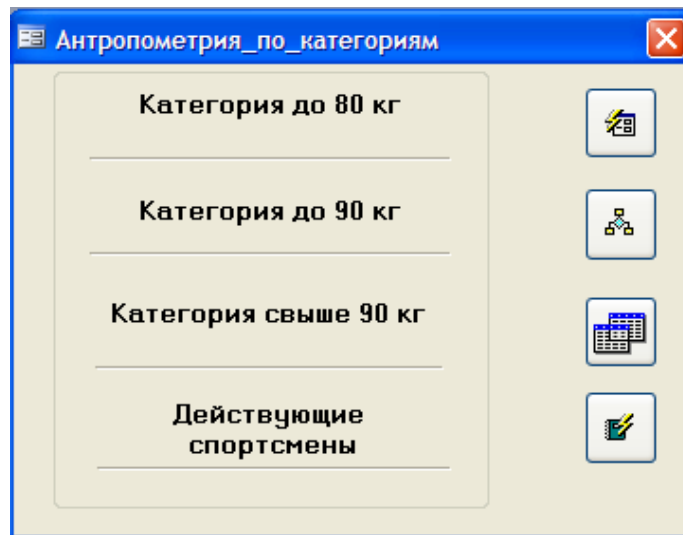 Антропометрия_по_категориям
Категория до 80 кг
Категория до 90 кг
Категория свыше 90 кг
Действующие
спортсмены